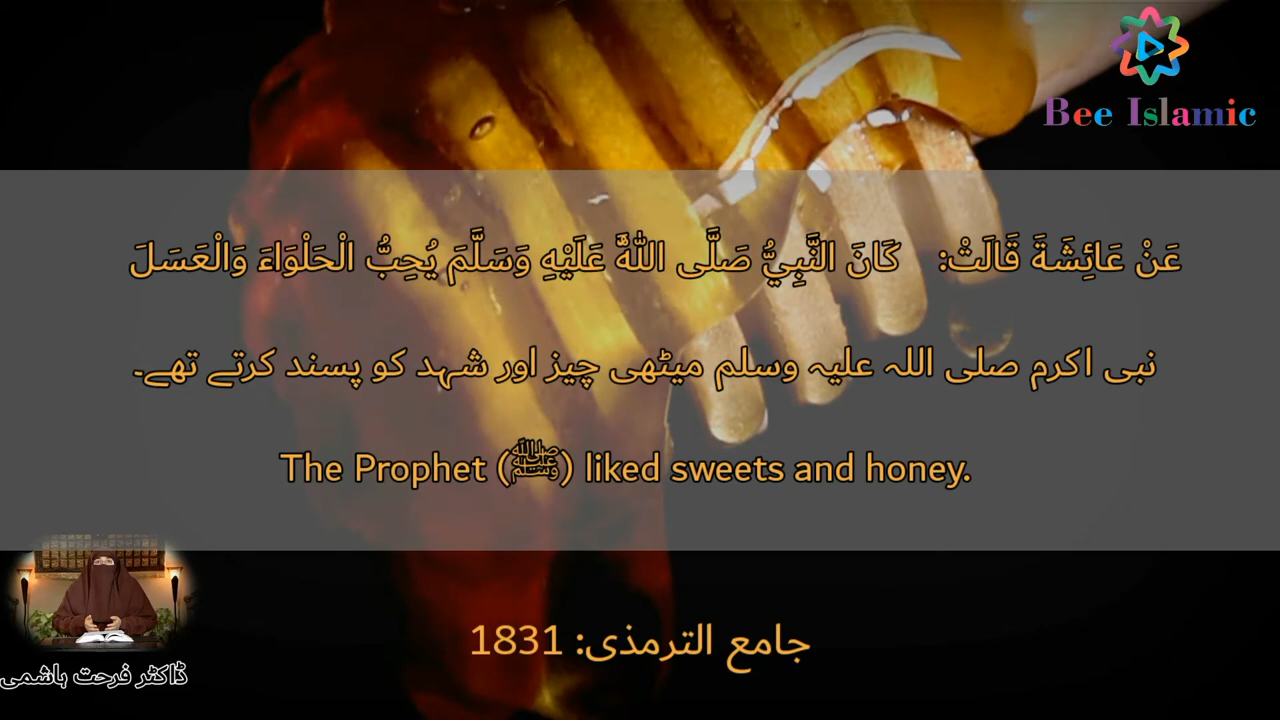 Bee Islamic
عَنْ عَائِشَةَ قَالَتْ: كَانَ النَّبِيُّ صَلَّى اللَّهُ عَلَيْهِ وَسَلَّمَ يُحِبُّ الْحَلْوَاءَ وَالْعَسَلَ
نبی اکرم صلی اللہ علیہ وسلم میٹھی چیز اور شہد کو پسند کرتے تھے۔
The Prophet (ﷺ) liked sweets and honey.
جامع الترمذی: 1831
ڈاکٹر فرحت ہاشمی